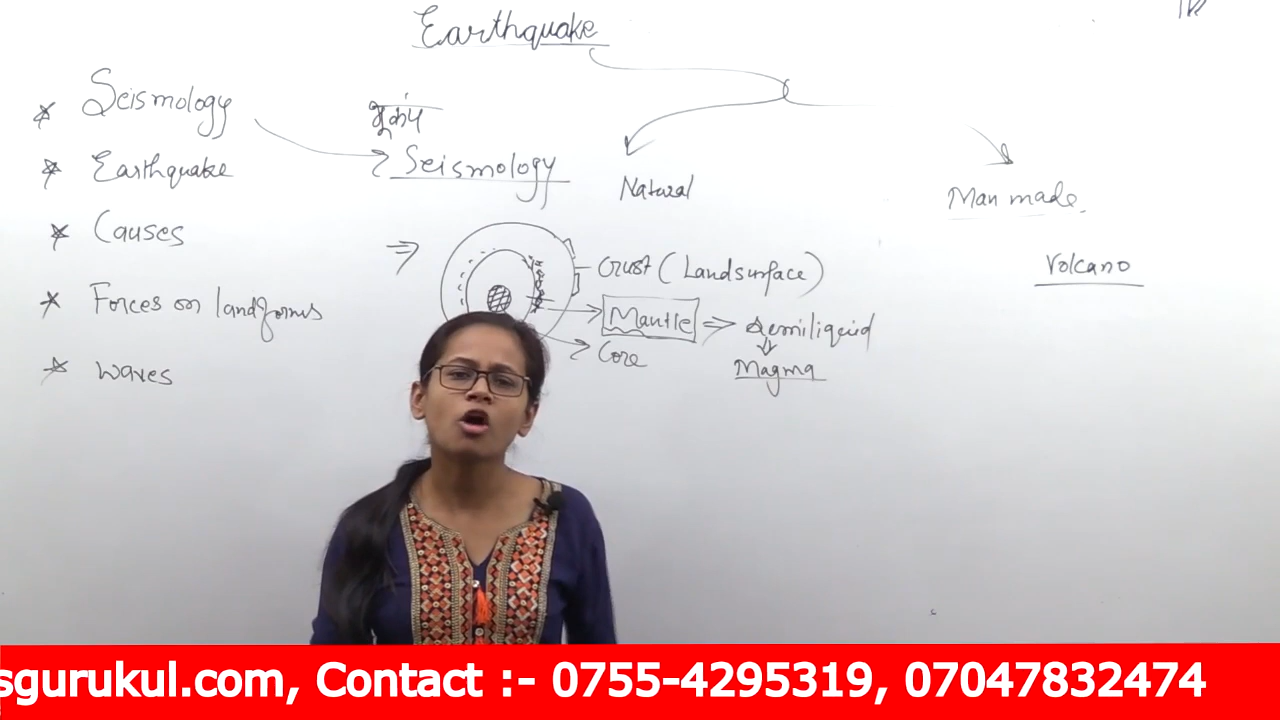 Earthquake
* Seismology
* Earthquake
* Causes
* Forces on landforms
* Waves
भूकंप
Seismology
Natural
Man made
Volcano
⇒
Crust (Landsurface)
Mantle ⇒ Semiliquid
Magma
Core
sgurukul.com, Contact :- 0755-4295319, 07047832474